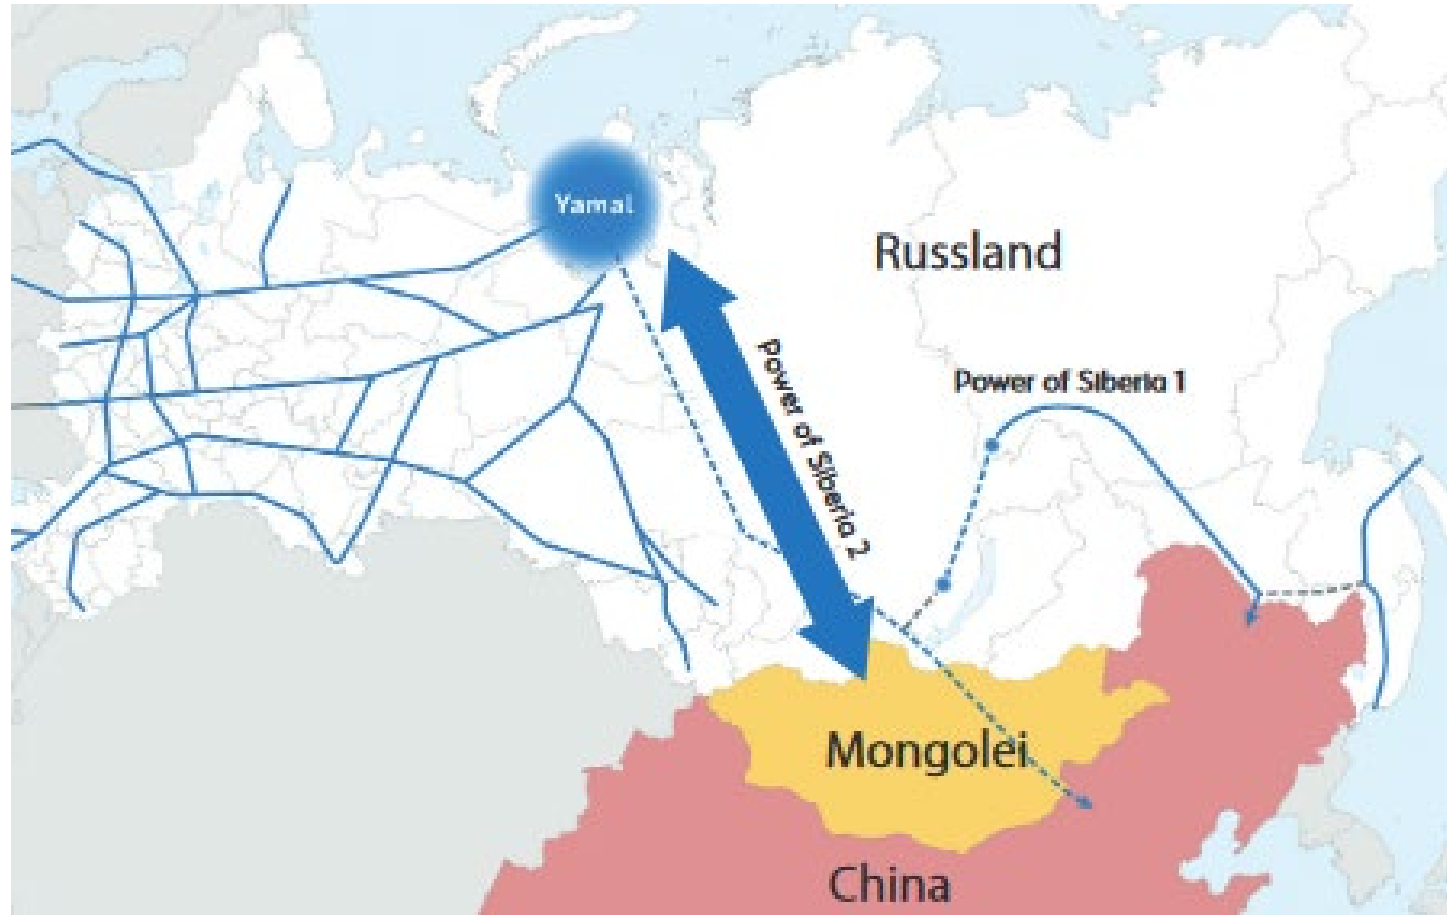 Yamal
Russland
Power of Siberia 1
Power of Siberia 2
Mongolei
China